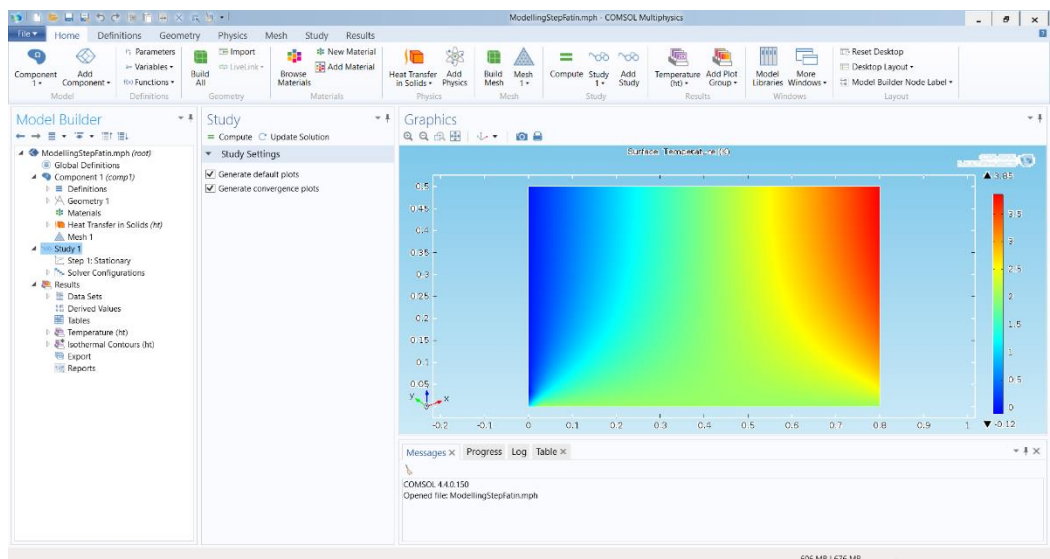 ModellingStepFatin.mph - COMSOL Multiphysics
File Home Definitions Geometry Physics Mesh Study Results
Component 1
Add Component
Model
Pi Parameters
a= Variables
f(x) Functions
Definitions
Build All
Import
LiveLink
Geometry
Browse Materials
New Material
Add Material
Materials
Heat Transfer in Solids
Add Physics
Physics
Build Mesh
Mesh 1
Mesh
Compute
Study 1
Add Study
Study
Temperature (ht)
Add Plot Group
Results
Model Libraries
More Windows
Windows
Reset Desktop
Desktop Layout
Model Builder Node Label
Layout
Model Builder
ModellingStepFatin.mph (root)
Global Definitions
Component 1 (comp1)
Definitions
Geometry 1
Materials
Heat Transfer in Solids (ht)
Mesh 1
Study 1
Step 1: Stationary
Solver Configurations
Results
Data Sets
Derived Values
Tables
Temperature (ht)
Isothermal Contours (ht)
Export
Reports
Study
= Compute Update Solution
Study Settings
Generate default plots
Generate convergence plots
Graphics
Surface: Temperature (K)
▲ 3.85
0.5
0.45
0.4
0.35
0.3
0.25
0.2
0.15
0.1
0.05
y x
-0.2 -0.1 0 0.1 0.2 0.3 0.4 0.5 0.6 0.7 0.8 0.9 1
3.5
3
2.5
2
1.5
1
0.5
0
▼ -0.12
Messages Progress Log Table
COMSOL 4.4.0.150
Opened file: ModellingStepFatin.mph
606 MB | 676 MB